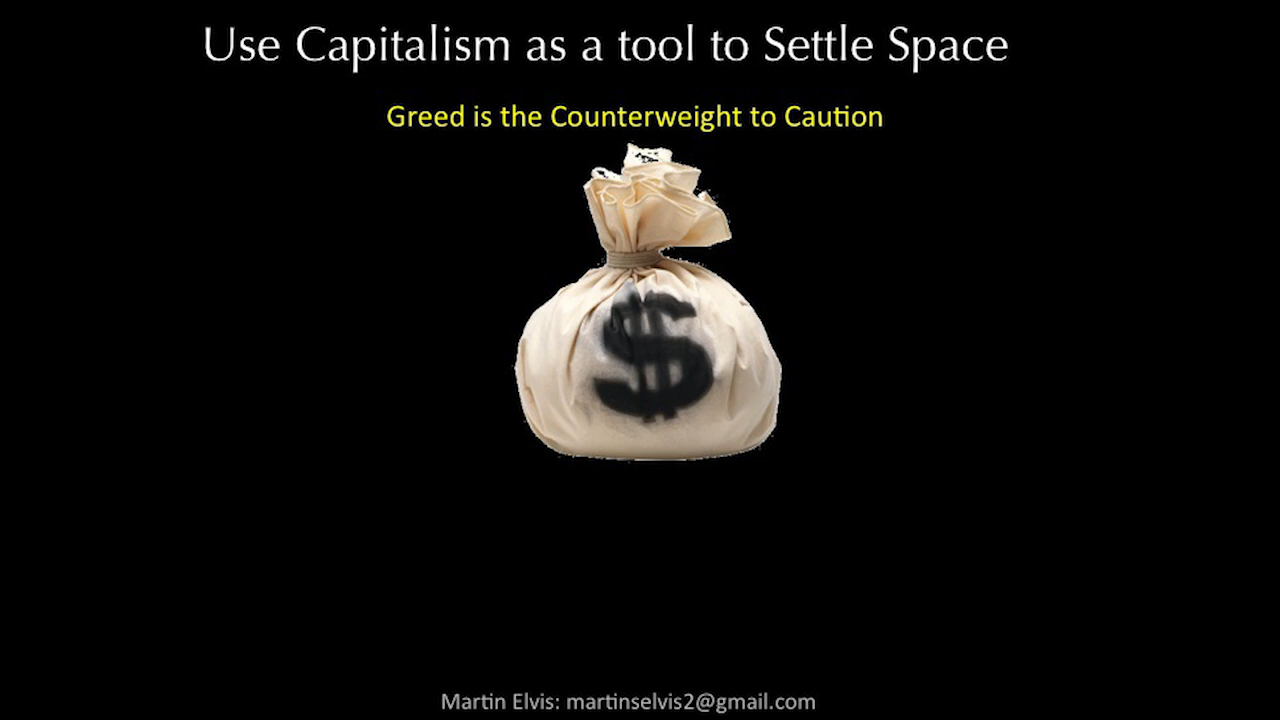 Use Capitalism as a tool to Settle Space
Greed is the Counterweight to Caution
$
Martin Elvis: martinselvis2@gmail.com